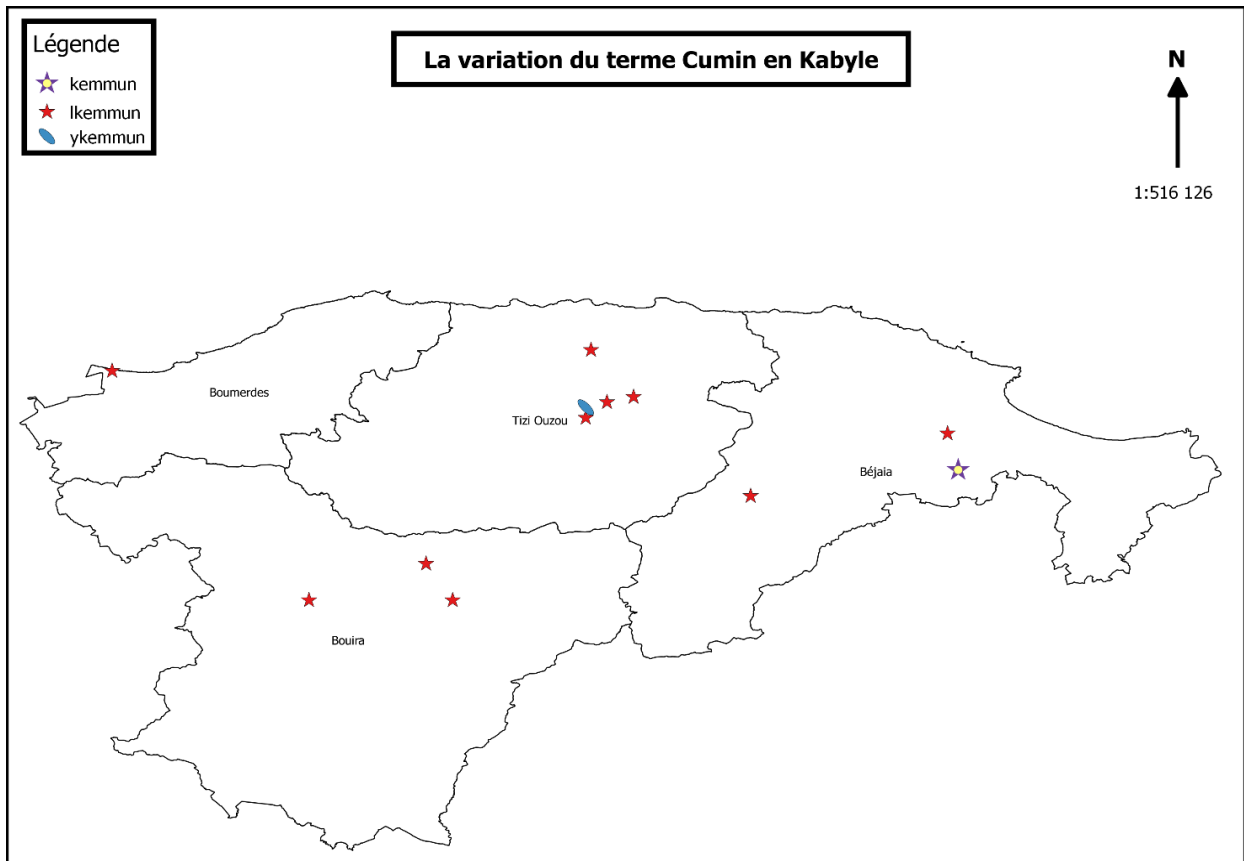 La variation du terme Cumin en Kabyle
Légende
kemmun
lkemmun
ykemmun
N
1:516 126
Boumerdes
Tizi Ouzou
Béjaia
Bouira